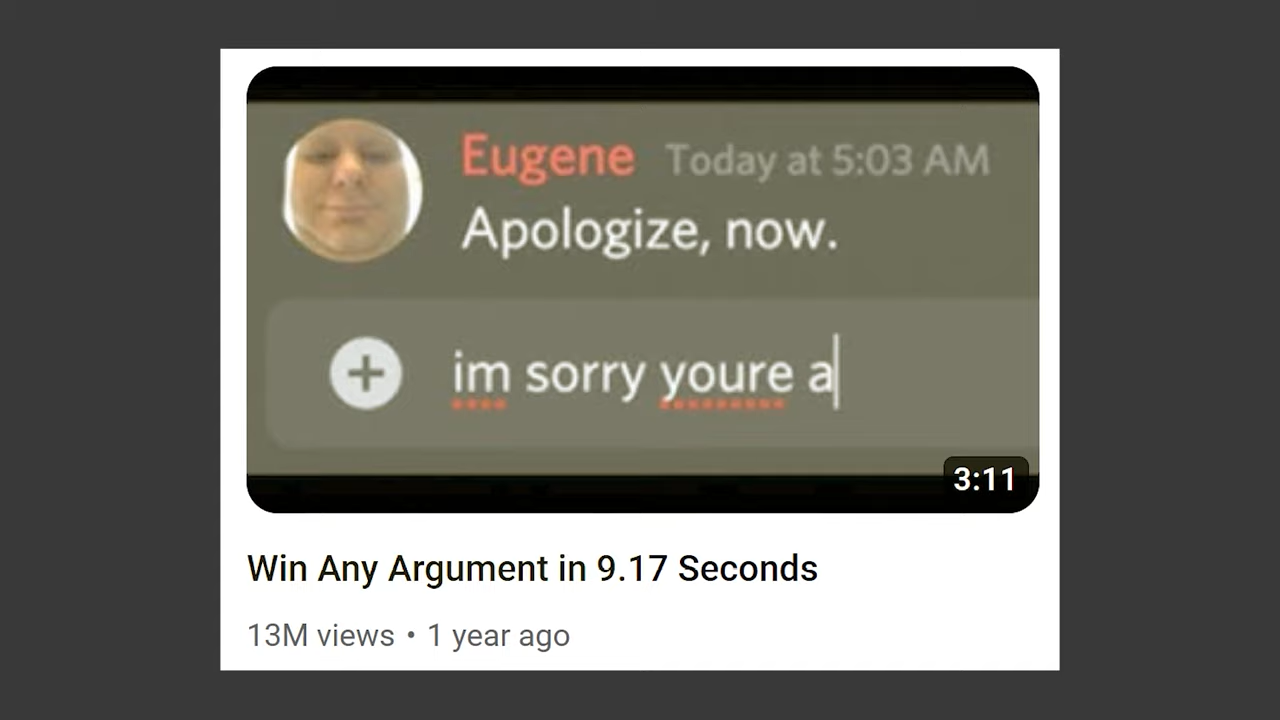 Eugene Today at 5:03 AM
Apologize, now.
im sorry youre a
3:11
Win Any Argument in 9.17 Seconds
13M views • 1 year ago